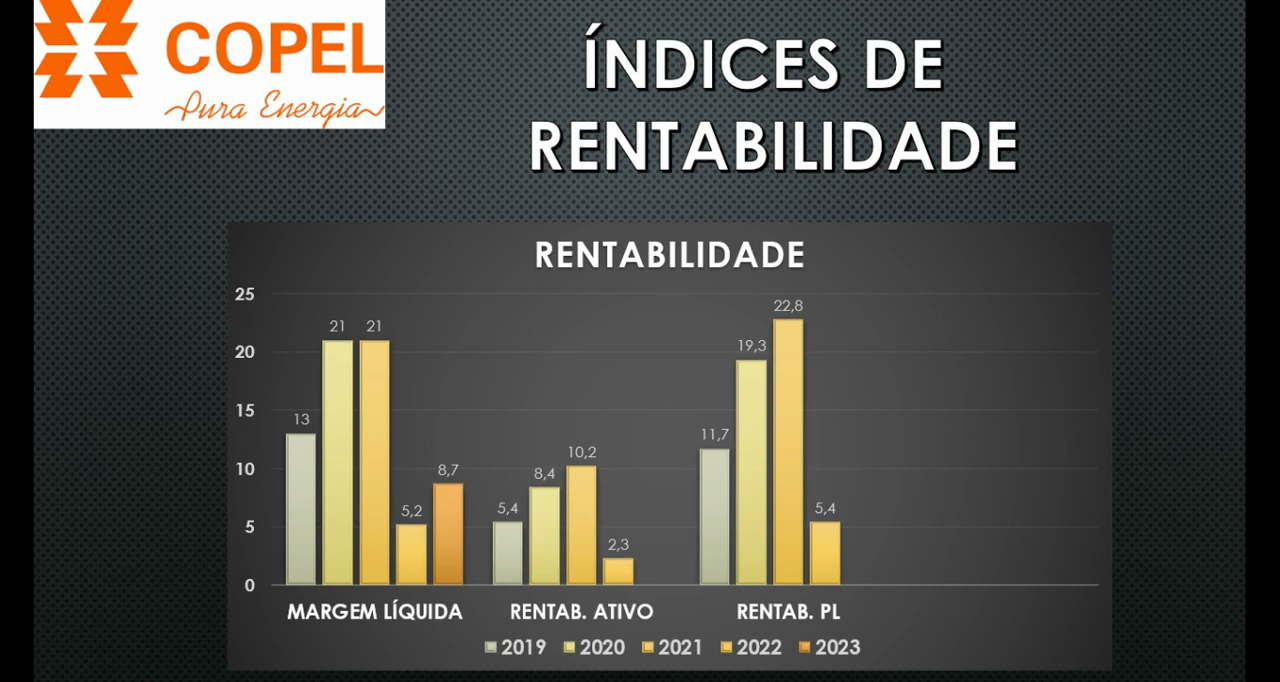 COPEL
Pura Energia
ÍNDICES DE
RENTABILIDADE
RENTABILIDADE
25
20
15
10
5
0
13
21
21
5,2
8,7
5,4
8,4
10,2
2,3
11,7
19,3
22,8
5,4
MARGEM LÍQUIDA
RENTAB. ATIVO
RENTAB. PL
2019 2020 2021 2022 2023